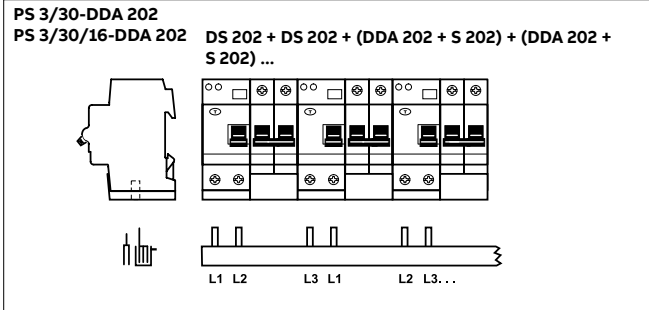 PS 3/30-DDA 202
PS 3/30/16-DDA 202 DS 202 + DS 202 + (DDA 202 + S 202) + (DDA 202 +
S 202) ...
T T T
L1 L2 L3 L1 L2 L3...